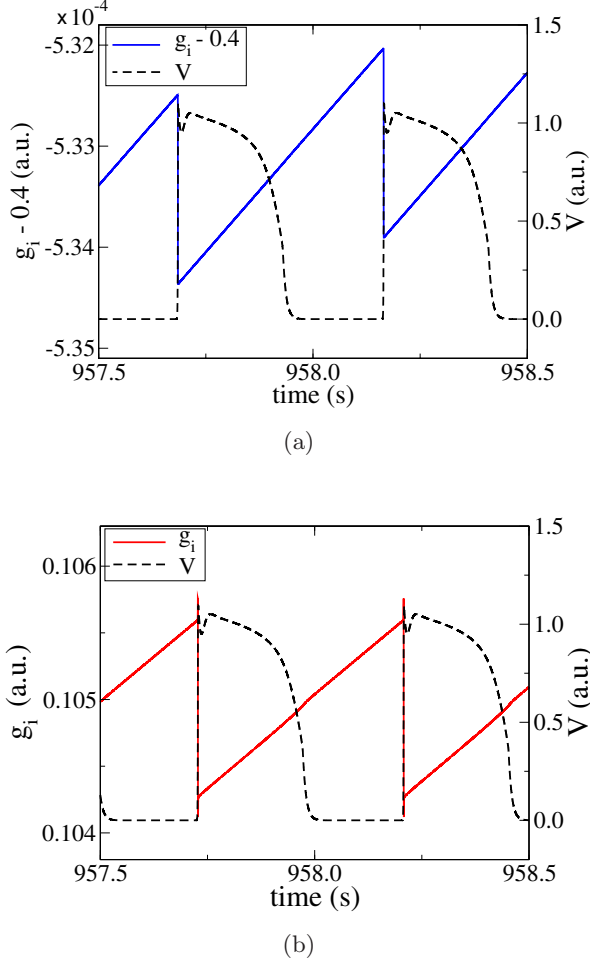 ×10⁻⁴
-5.32
-5.33
-5.34
-5.35
g_i - 0.4 (a.u.)
g_i - 0.4
V
1.5
1.0
0.5
0.0
V (a.u.)
957.5
958.0
958.5
time (s)
(a)
0.106
0.105
0.104
g_i (a.u.)
g_i
V
1.5
1.0
0.5
0.0
V (a.u.)
957.5
958.0
958.5
time (s)
(b)